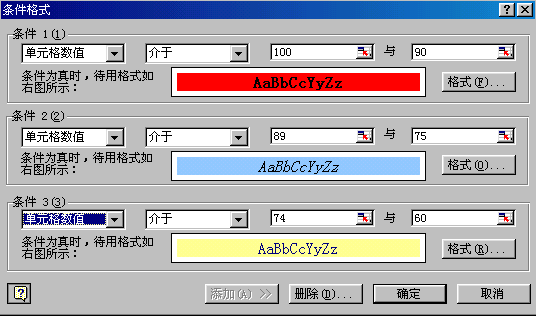 条件格式
条件 1(1)
单元格数值 介于 100 与 90
条件为真时，待用格式如
右图所示：
AaBbCcYyZz
格式(F)...
条件 2(2)
单元格数值 介于 89 与 75
条件为真时，待用格式如
右图所示：
AaBbCcYyZz
格式(O)...
条件 3(3)
单元格数值 介于 74 与 60
条件为真时，待用格式如
右图所示：
AaBbCcYyZz
格式(R)...
添加(A) >> 删除(D)... 确定 取消